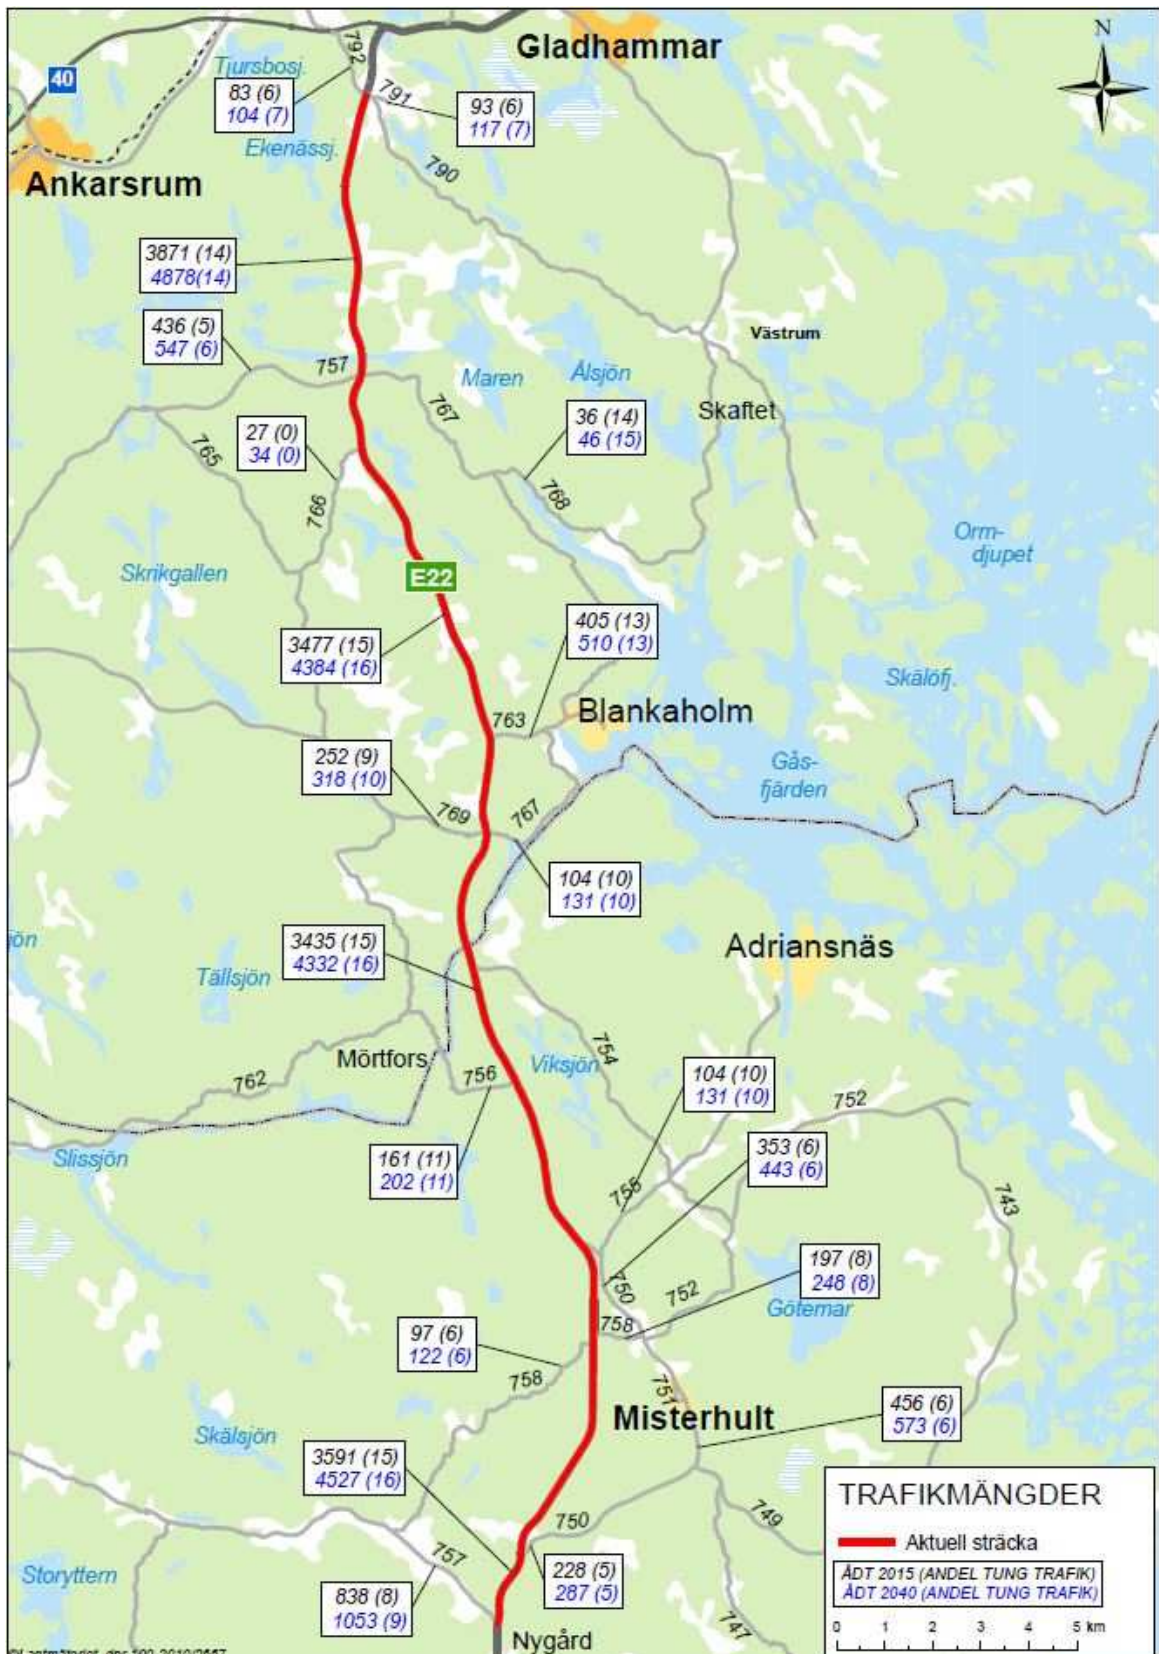 N
792
Gladhammar
40
Tjursbosj.
83 (6)
104 (7)
791
93 (6)
117 (7)
Ekenässj.
790
Ankarsrum
3871 (14)
4878(14)
436 (5)
547 (6)
757
Västrum
Maren
Ålsjön
767
Skaftet
27 (0)
34 (0)
36 (14)
46 (15)
765
766
768
Orm-
djupet
Skrikgallen
E22
3477 (15)
4384 (16)
405 (13)
510 (13)
Skälöfj.
763
Blankaholm
252 (9)
318 (10)
Gås-
fjärden
769
767
104 (10)
131 (10)
3435 (15)
4332 (16)
Adriansnäs
jön
Tällsjön
Mörtfors
762
756
Viksjön
754
104 (10)
131 (10)
752
Slissjön
161 (11)
202 (11)
353 (6)
443 (6)
755
743
197 (8)
248 (8)
750
752
Götemar
758
97 (6)
122 (6)
758
751
Misterhult
456 (6)
573 (6)
Skälsjön
3591 (15)
4527 (16)
TRAFIKMÄNGDER
750
749
Aktuell sträcka
757
Storyttern
228 (5)
287 (5)
838 (8)
1053 (9)
ÅDT 2015 (ANDEL TUNG TRAFIK)
ÅDT 2040 (ANDEL TUNG TRAFIK)
747
0 1 2 3 4 5 km
Nygård